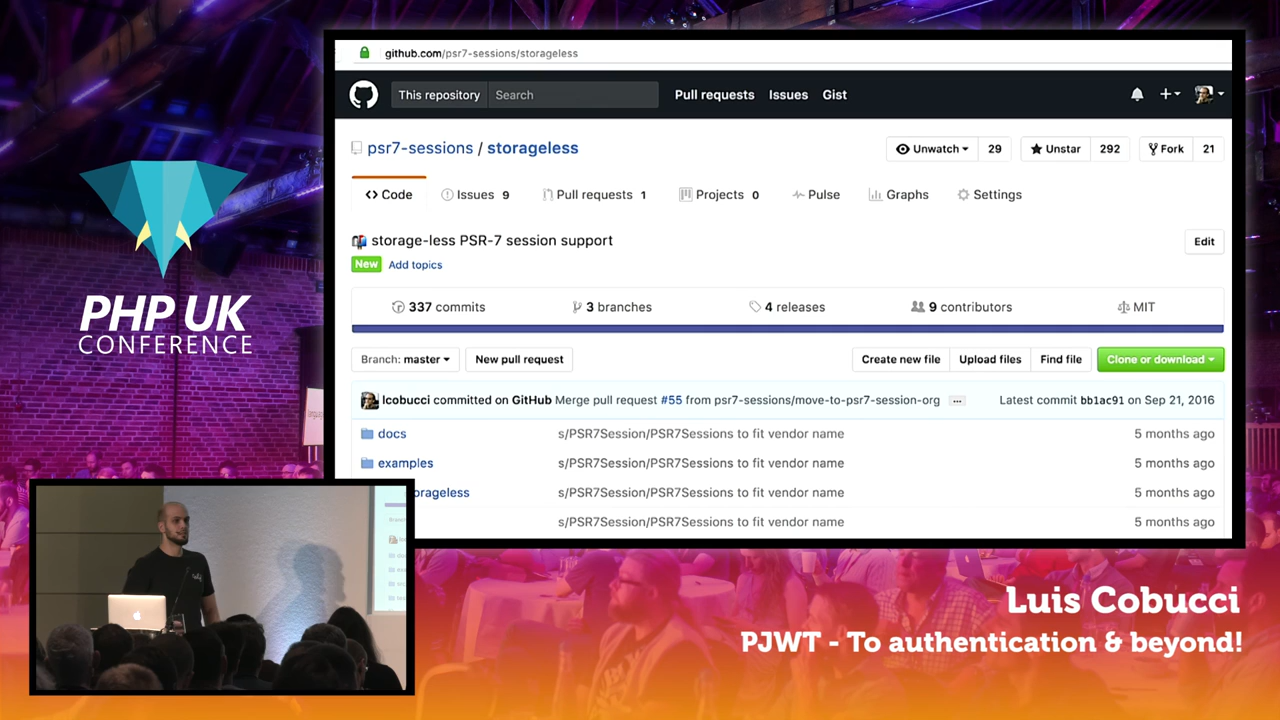 github.com/psr7-sessions/storageless
This repository Search Pull requests Issues Gist
psr7-sessions / storageless Unwatch 29 Unstar 292 Fork 21
Code Issues 9 Pull requests 1 Projects 0 Pulse Graphs Settings
storage-less PSR-7 session support Edit
New Add topics
337 commits 3 branches 4 releases 9 contributors MIT
Branch: master New pull request Create new file Upload files Find file Clone or download
lcobucci committed on GitHub Merge pull request #55 from psr7-sessions/move-to-psr7-session-org ... Latest commit bb1ac91 on Sep 21, 2016
docs s/PSR7Session/PSR7Sessions to fit vendor name 5 months ago
examples s/PSR7Session/PSR7Sessions to fit vendor name 5 months ago
orageless s/PSR7Session/PSR7Sessions to fit vendor name 5 months ago
s/PSR7Session/PSR7Sessions to fit vendor name 5 months ago
PHP UK
CONFERENCE
Luis Cobucci
PJWT - To authentication & beyond!